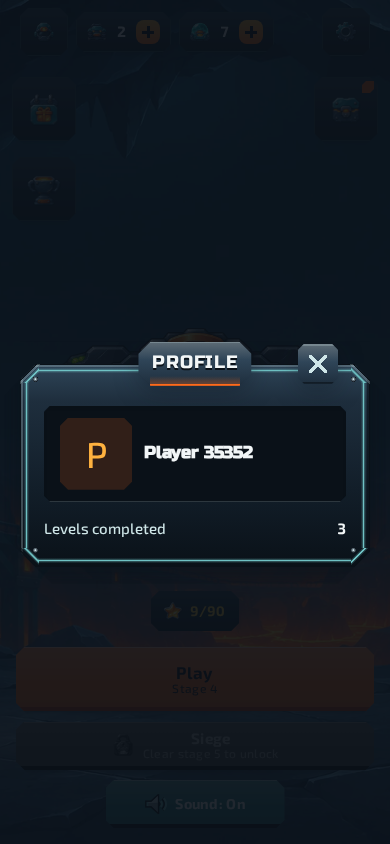 2
7
PROFILE
P
Player 35352
Levels completed
3
9/90
Play
Stage 4
Siege
Clear stage 5 to unlock
Sound: On